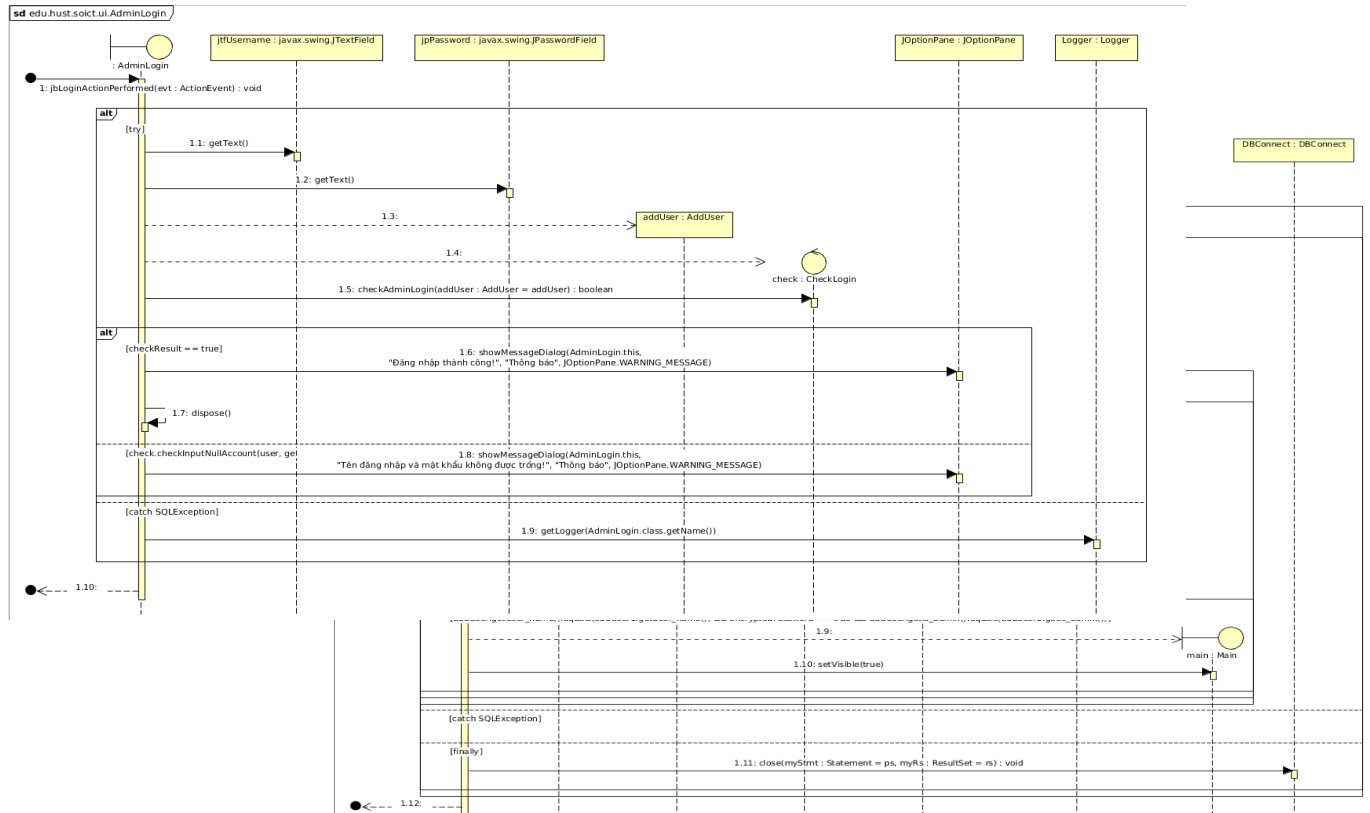 sd edu.hust.soict.ui.AdminLogin
jtfUsername : javax.swing.JTextField
jpPassword : javax.swing.JPasswordField
JOptionPane : JOptionPane
Logger : Logger
: AdminLogin
1: jbLoginActionPerformed(evt : ActionEvent) : void
alt
[try]
1.1: getText()
DBConnect : DBConnect
1.2: getText()
1.3:
addUser : AddUser
1.4:
check : CheckLogin
1.5: checkAdminLogin(addUser : AddUser = addUser) : boolean
alt
[checkResult == true]
1.6: showMessageDialog(AdminLogin.this,
"Đăng nhập thành công!", "Thông báo", JOptionPane.WARNING_MESSAGE)
1.7: dispose()
[check.checkInputNullAccount(user, ge
1.8: showMessageDialog(AdminLogin.this,
"Tên đăng nhập và mật khẩu không được trống!", "Thông báo", JOptionPane.WARNING_MESSAGE)
[catch SQLException]
1.9: getLogger(AdminLogin.class.getName())
1.10:
1.9:
main : Main
1.10: setVisible(true)
[catch SQLException]
[finally]
1.11: close(myStmt : Statement = ps, myRs : ResultSet = rs) : void
1.12: